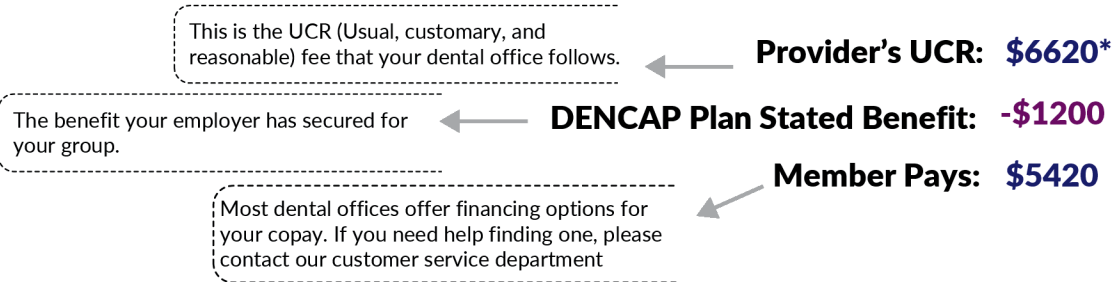 This is the UCR (Usual, customary, and
reasonable) fee that your dental office follows.
Provider's UCR: $6620*
The benefit your employer has secured for
your group.
DENCAP Plan Stated Benefit: -$1200
Member Pays: $5420
Most dental offices offer financing options for
your copay. If you need help finding one, please
contact our customer service department